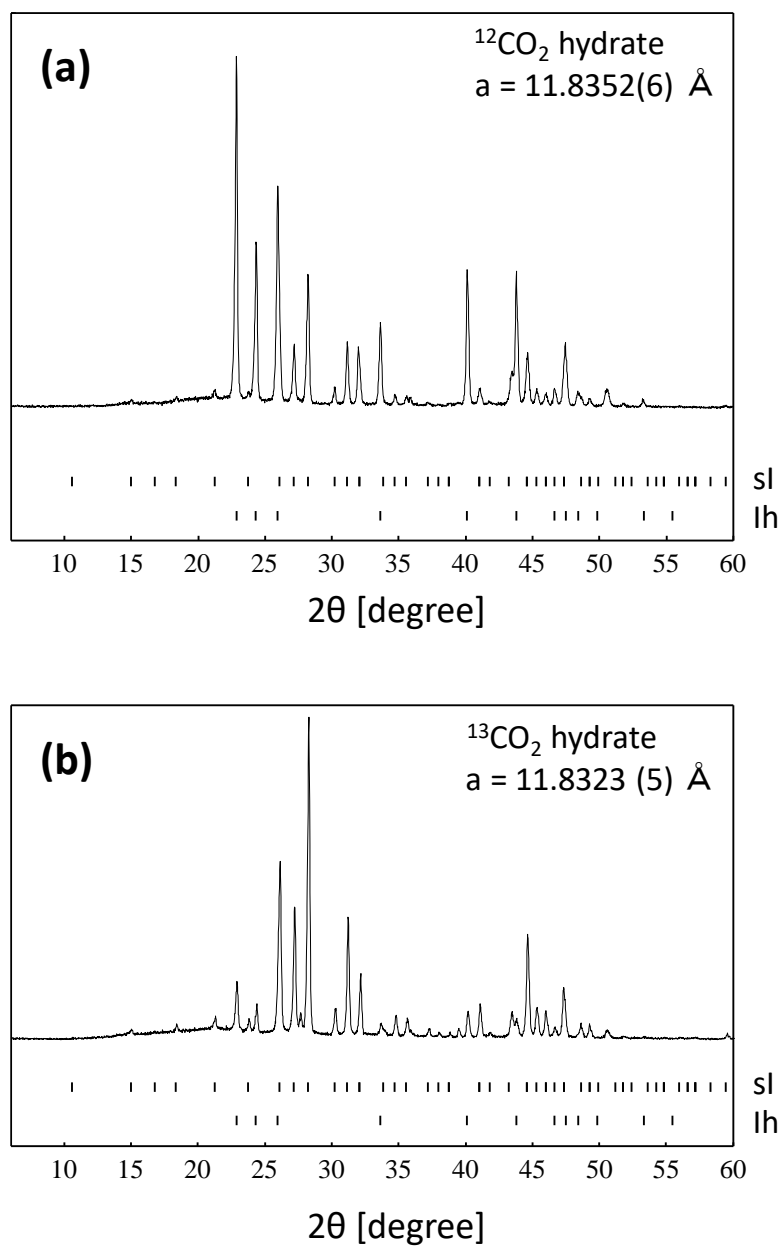 (a)
¹²CO₂ hydrate
a = 11.8352(6) Å
sI
Ih
10 15 20 25 30 35 40 45 50 55 60
2θ [degree]
(b)
¹³CO₂ hydrate
a = 11.8323 (5) Å
sI
Ih
10 15 20 25 30 35 40 45 50 55 60
2θ [degree]